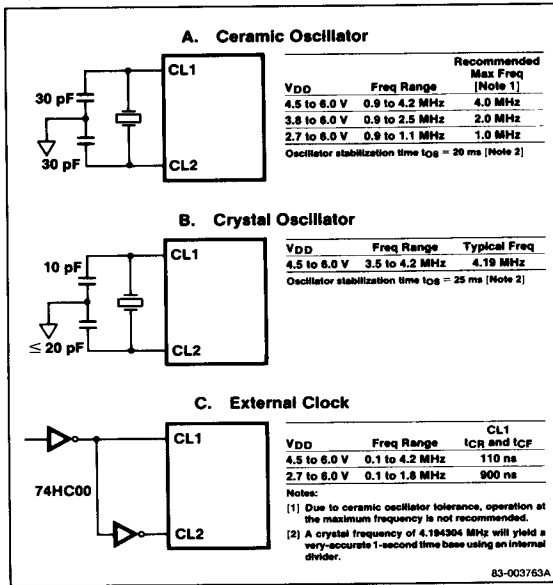 A. Ceramic Oscillator
CL1
30 pF
30 pF
CL2
Recommended
Max Freq
VDD Freq Range [Note 1]
4.5 to 6.0 V 0.9 to 4.2 MHz 4.0 MHz
3.8 to 6.0 V 0.9 to 2.5 MHz 2.0 MHz
2.7 to 6.0 V 0.9 to 1.1 MHz 1.0 MHz
Oscillator stabilization time tOS = 20 ms [Note 2]
B. Crystal Oscillator
CL1
10 pF
≤ 20 pF
CL2
VDD Freq Range Typical Freq
4.5 to 6.0 V 3.5 to 4.2 MHz 4.19 MHz
Oscillator stabilization time tOS = 25 ms [Note 2]
C. External Clock
CL1
74HC00
CL2
CL1
VDD Freq Range tCR and tCF
4.5 to 6.0 V 0.1 to 4.2 MHz 110 ns
2.7 to 6.0 V 0.1 to 1.8 MHz 900 ns
Notes:
[1] Due to ceramic oscillator tolerance, operation at
the maximum frequency is not recommended.
[2] A crystal frequency of 4.194304 MHz will yield a
very-accurate 1-second time base using an internal
divider.
83-003763A